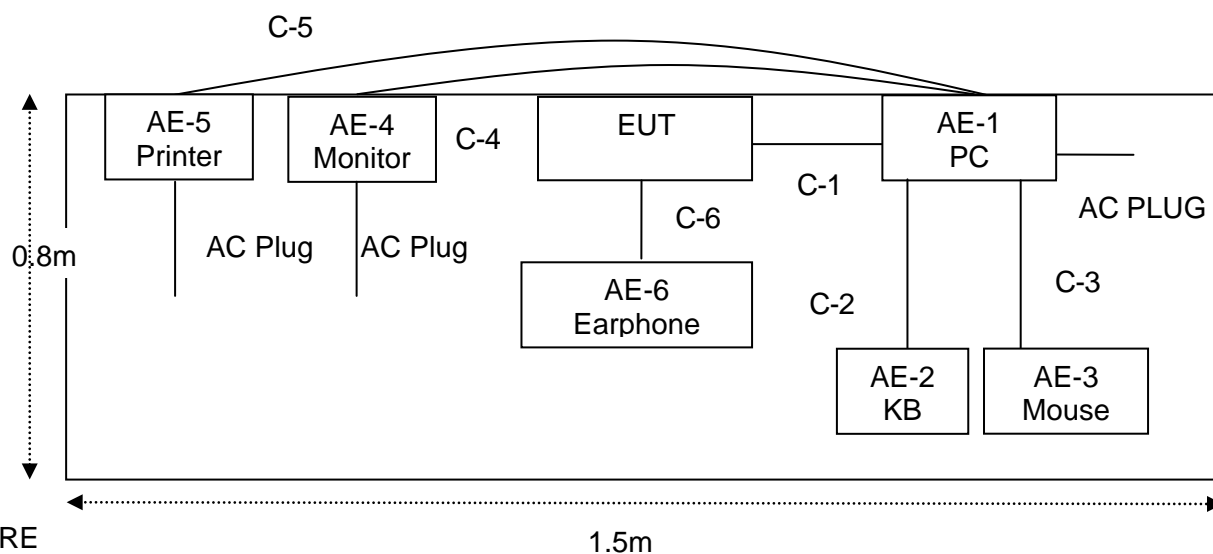 C-5
AE-5
Printer
AE-4
Monitor
C-4
EUT
AE-1
PC
C-1
AC PLUG
C-6
AC Plug
AC Plug
0.8m
AE-6
Earphone
C-2
C-3
AE-2
KB
AE-3
Mouse
RE
1.5m